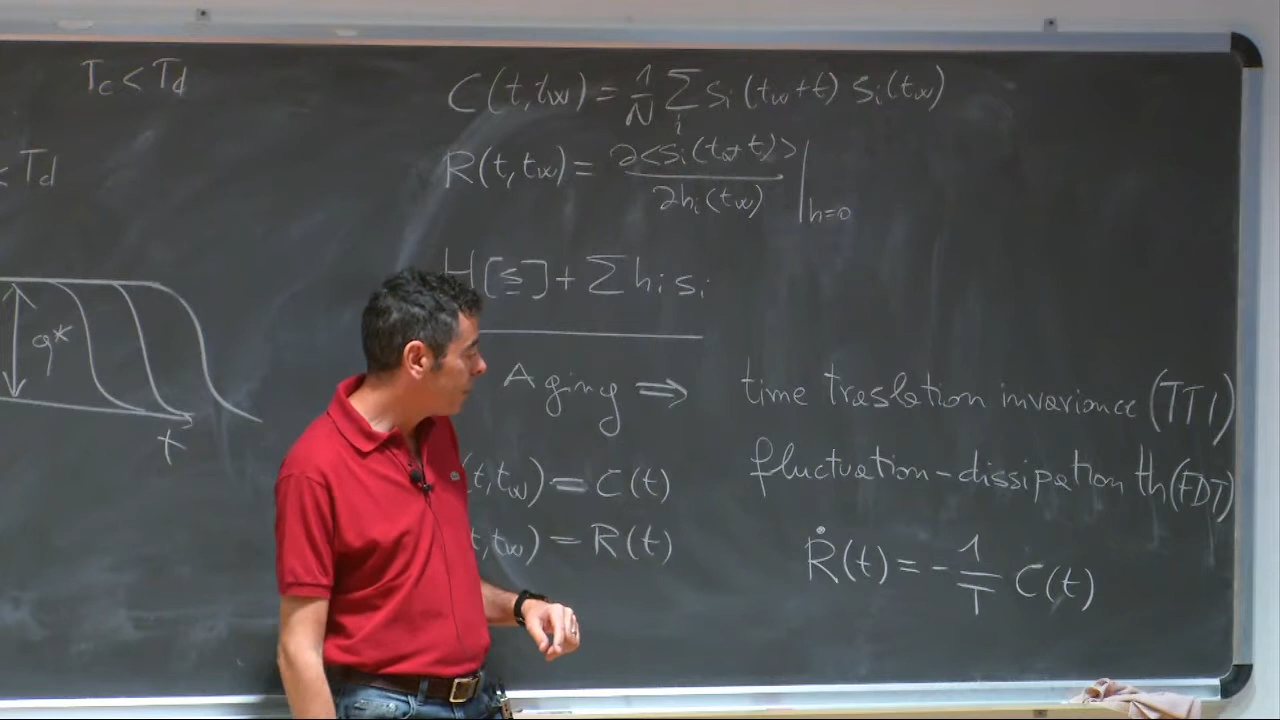 T_c < T_d
< T_d
q*
t
C(t,t_w) = 1/N Σ_i s_i(t_w+t) s_i(t_w)
R(t,t_w) = ∂<s_i(t_w+t)>/∂h_i(t_w) |_{h=0}
H[s] + Σ h_i s_i
Aging ⇒ time traslation invariance (TTI)
fluctuation-dissipation th (FDT)
(t,t_w) = C(t)
(t,t_w) = R(t)
Ṙ(t) = - 1/T C(t)